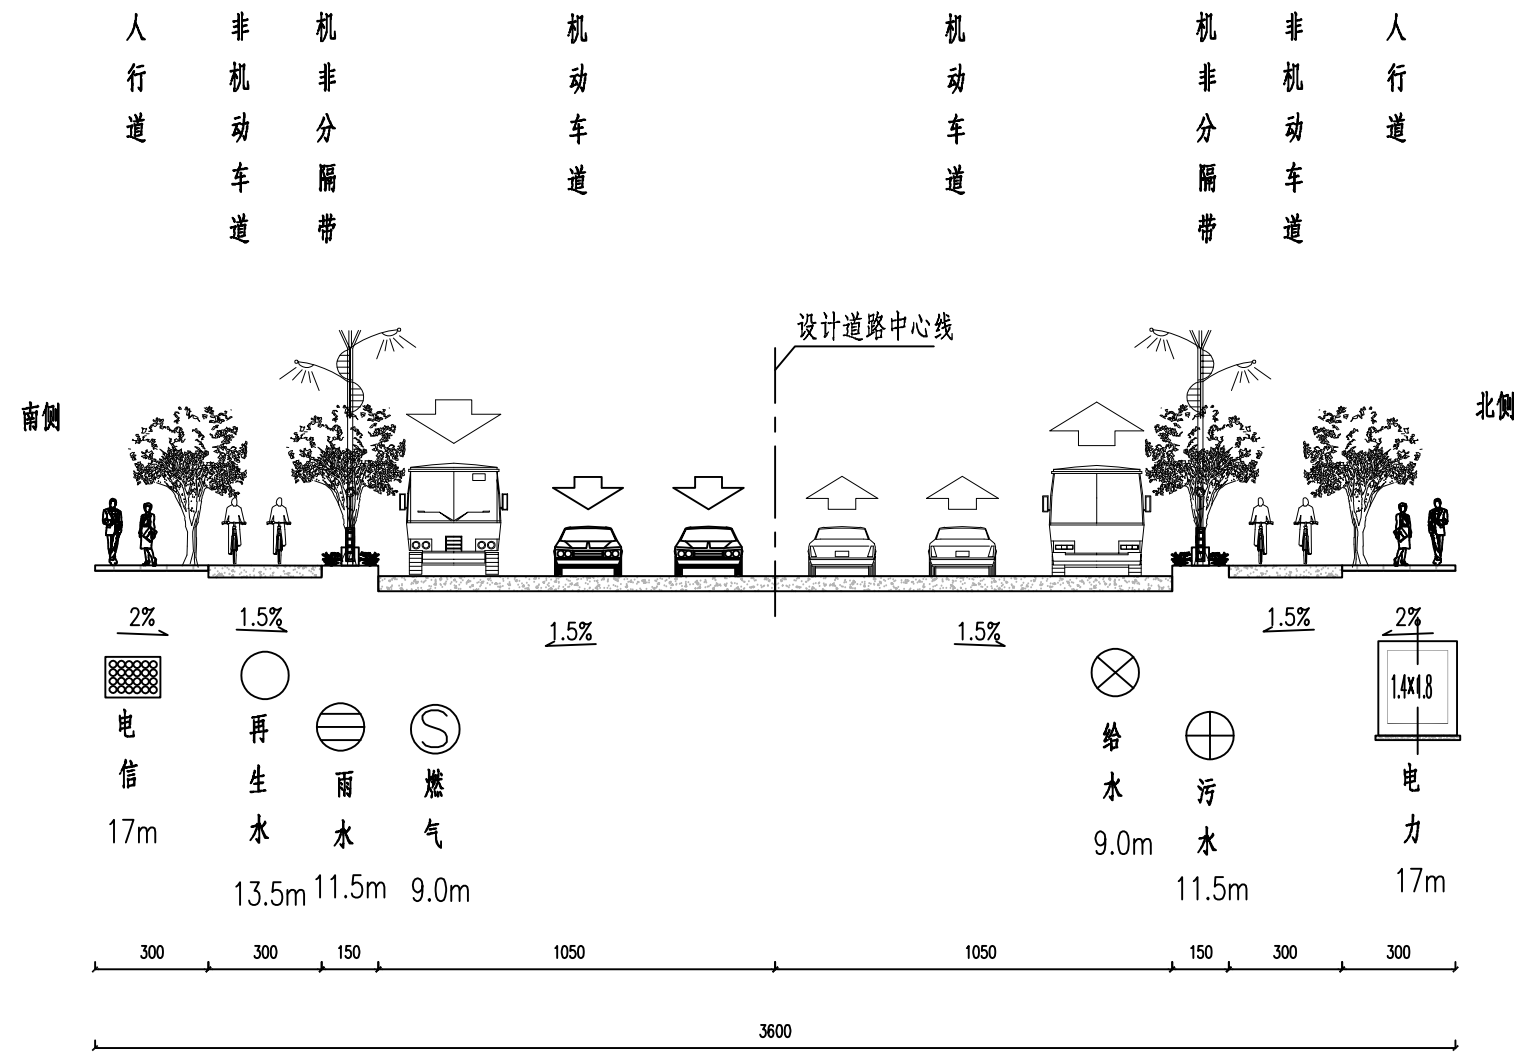 人行道
非机动车道
机非分隔带
机动车道
机动车道
机非分隔带
非机动车道
人行道
设计道路中心线
南侧
北侧
2%
1.5%
1.5%
1.5%
1.5%
2%
1.4×1.8
电信
17m
再生水
13.5m
雨水
11.5m
燃气
9.0m
给水
9.0m
污水
11.5m
电力
17m
300
300
150
1050
1050
150
300
300
3600